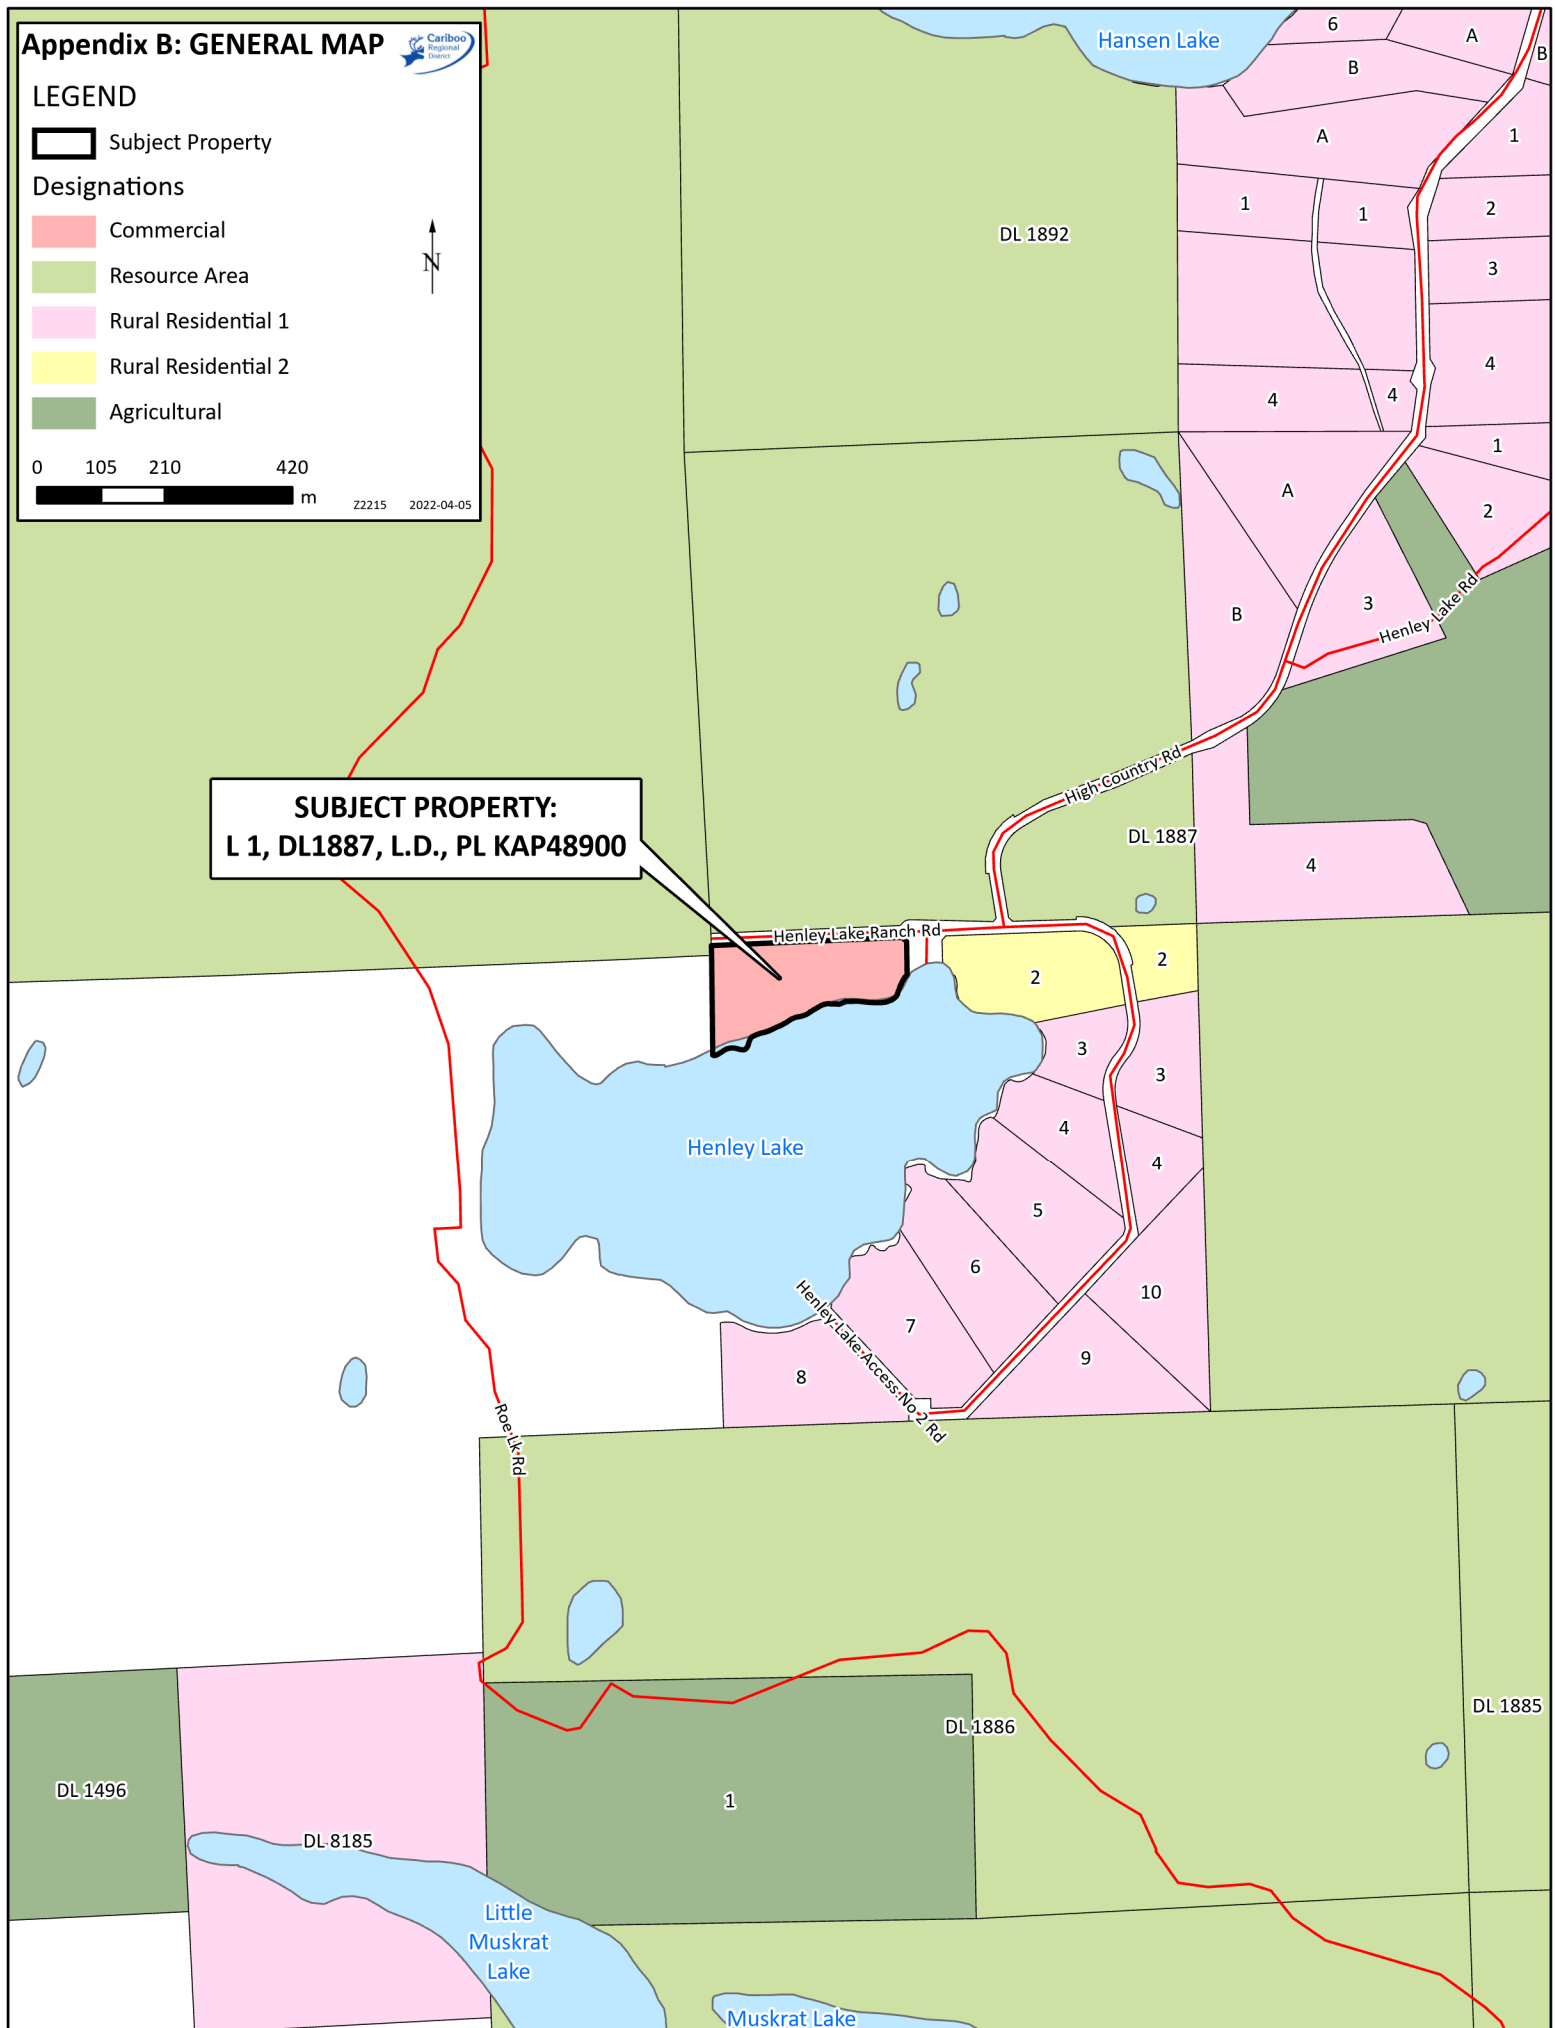 Appendix B: GENERAL MAP
Cariboo
Regional
District
LEGEND
Subject Property
Designations
Commercial
Resource Area
Rural Residential 1
Rural Residential 2
Agricultural
N
0 105 210 420
m
Z2215 2022-04-05
Hansen Lake
6
A
B
B
A
1
1
1
2
DL 1892
3
4
4
4
1
A
2
3
Henley Lake Rd
B
High Country Rd
SUBJECT PROPERTY:
L 1, DL1887, L.D., PL KAP48900
DL 1887
4
Henley Lake Ranch Rd
2
2
3
3
4
Henley Lake
4
5
6
10
Henley Lake Access No 2 Rd
7
9
8
Roe Lk Rd
DL 1885
DL 1886
DL 1496
1
DL 8185
Little
Muskrat
Lake
Muskrat Lake